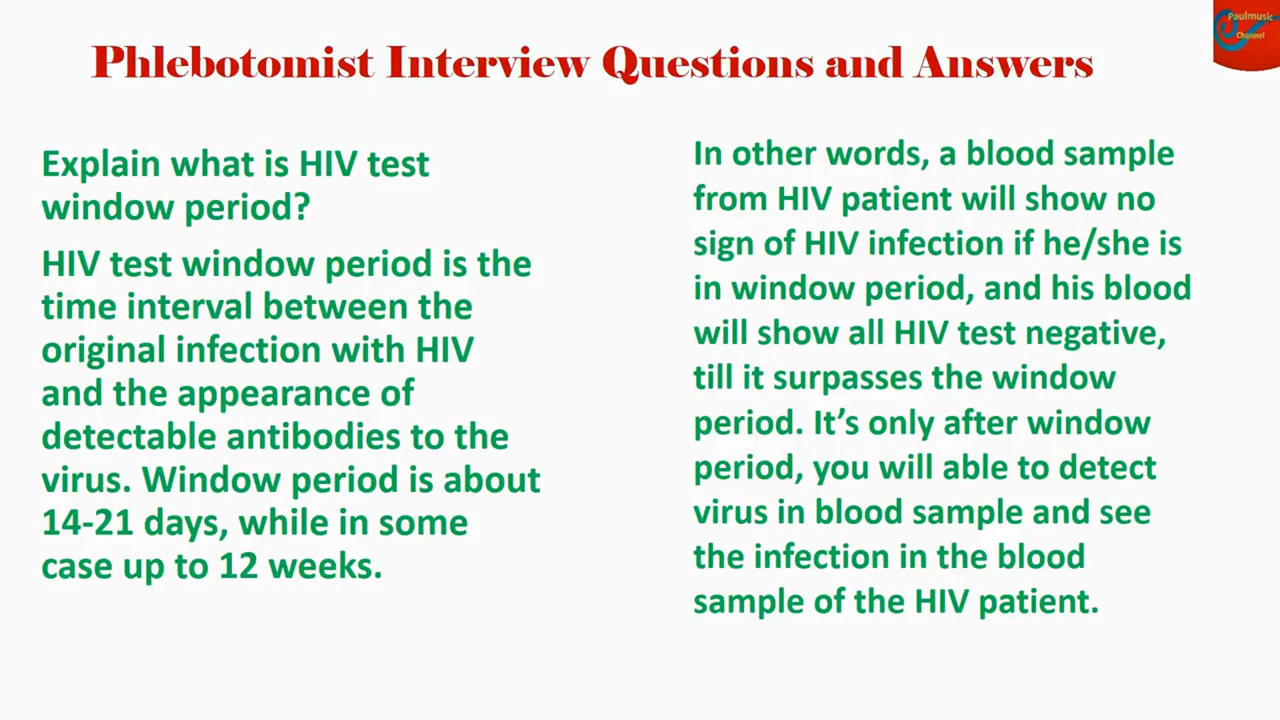 Paulmusic
Channel
Phlebotomist Interview Questions and Answers
Explain what is HIV test
window period?
HIV test window period is the
time interval between the
original infection with HIV
and the appearance of
detectable antibodies to the
virus. Window period is about
14-21 days, while in some
case up to 12 weeks.
In other words, a blood sample
from HIV patient will show no
sign of HIV infection if he/she is
in window period, and his blood
will show all HIV test negative,
till it surpasses the window
period. It’s only after window
period, you will able to detect
virus in blood sample and see
the infection in the blood
sample of the HIV patient.